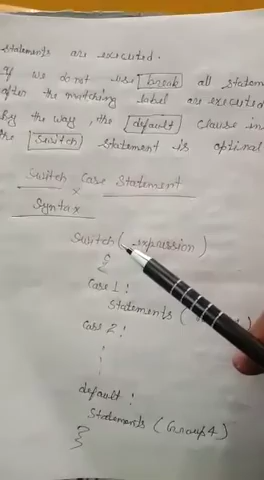 statements are executed.
If we do not use break all statem
after the matching label are executed
By the way, the default clause in
the switch statement is optional
Switch Case Statement
x
Syntax
Switch (expression)
{
Case 1:
Statements (
Case 2:
default:
Statements (Group 4)
}